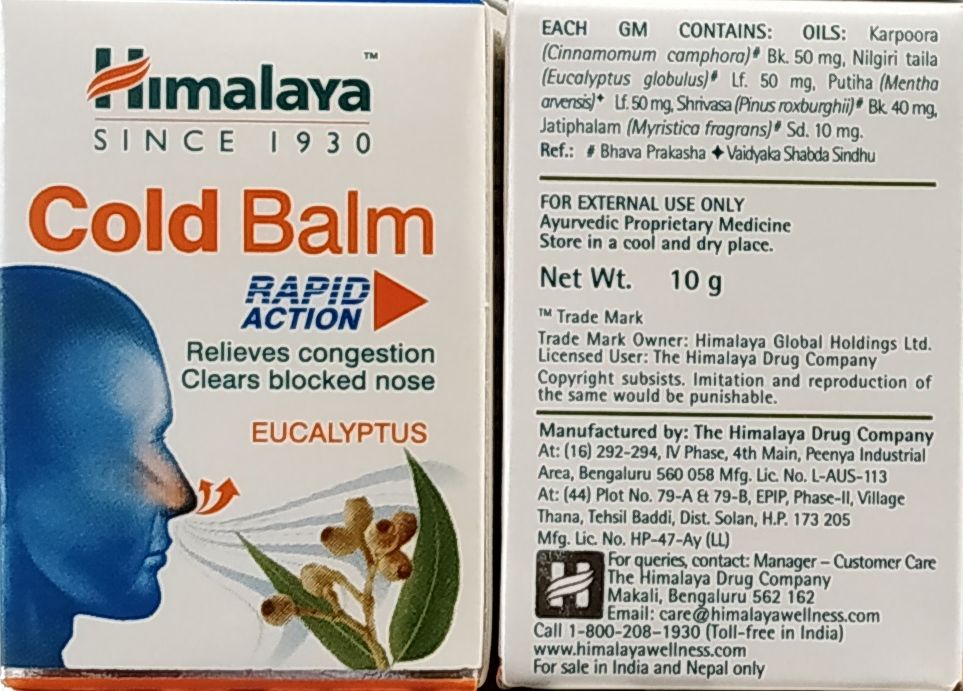 Himalaya™
SINCE 1930
Cold Balm
RAPID
ACTION
Relieves congestion
Clears blocked nose
EUCALYPTUS
EACH GM CONTAINS: OILS: Karpoora
(Cinnamomum camphora)# Bk. 50 mg, Nilgiri taila
(Eucalyptus globulus)# Lf. 50 mg, Putiha (Mentha
arvensis)✦ Lf. 50 mg, Shrivasa (Pinus roxburghii)# Bk. 40 mg,
Jatiphalam (Myristica fragrans)# Sd. 10 mg.
Ref.: # Bhava Prakasha ✦ Vaidyaka Shabda Sindhu
FOR EXTERNAL USE ONLY
Ayurvedic Proprietary Medicine
Store in a cool and dry place.
Net Wt. 10 g
™ Trade Mark
Trade Mark Owner: Himalaya Global Holdings Ltd.
Licensed User: The Himalaya Drug Company
Copyright subsists. Imitation and reproduction of
the same would be punishable.
Manufactured by: The Himalaya Drug Company
At: (16) 292-294, IV Phase, 4th Main, Peenya Industrial
Area, Bengaluru 560 058 Mfg. Lic. No. L-AUS-113
At: (44) Plot No. 79-A & 79-B, EPIP, Phase-II, Village
Thana, Tehsil Baddi, Dist. Solan, H.P. 173 205
Mfg. Lic. No. HP-47-Ay (LL)
For queries, contact: Manager – Customer Care
The Himalaya Drug Company
Makali, Bengaluru 562 162
Email: care@himalayawellness.com
Call 1-800-208-1930 (Toll-free in India)
www.himalayawellness.com
For sale in India and Nepal only